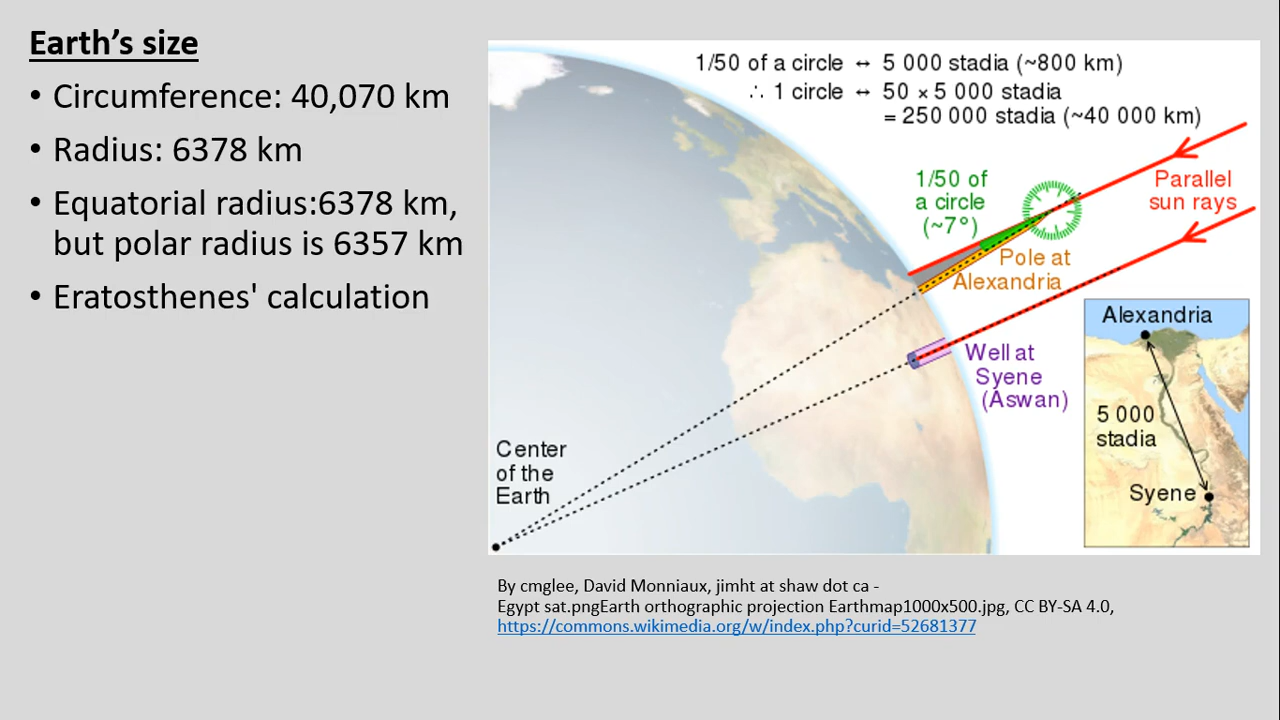 Earth's size
• Circumference: 40,070 km
• Radius: 6378 km
• Equatorial radius:6378 km,
but polar radius is 6357 km
• Eratosthenes' calculation
1/50 of a circle ↔ 5 000 stadia (~800 km)
∴ 1 circle ↔ 50 × 5 000 stadia
= 250 000 stadia (~40 000 km)
1/50 of
a circle
(~7°)
Parallel
sun rays
Pole at
Alexandria
Well at
Syene
(Aswan)
Center
of the
Earth
Alexandria
5 000
stadia
Syene
By cmglee, David Monniaux, jimht at shaw dot ca -
Egypt sat.pngEarth orthographic projection Earthmap1000x500.jpg, CC BY-SA 4.0,
https://commons.wikimedia.org/w/index.php?curid=52681377